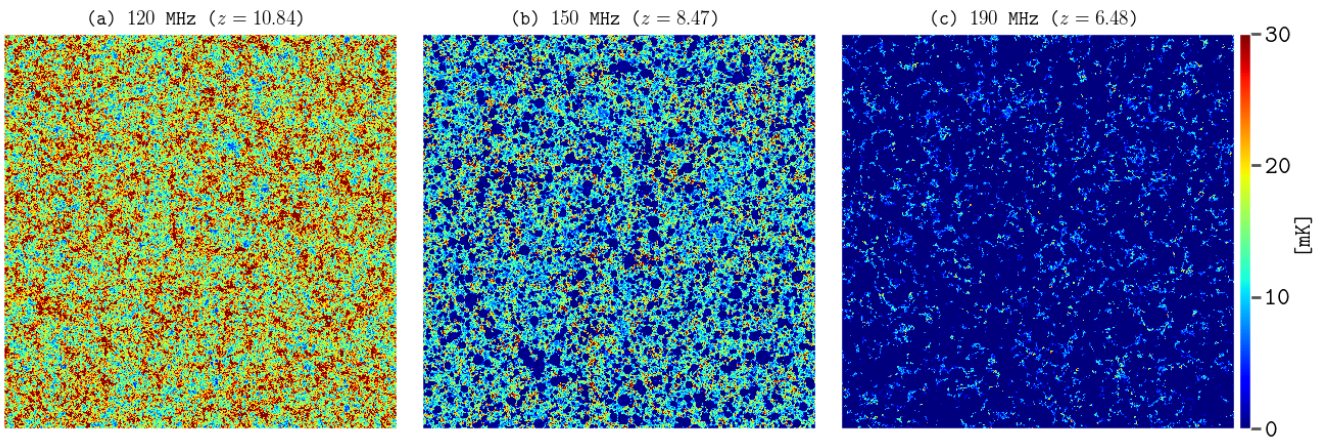 (a) 120 MHz (z = 10.84)
(b) 150 MHz (z = 8.47)
(c) 190 MHz (z = 6.48)
30
20
10
0
[mK]